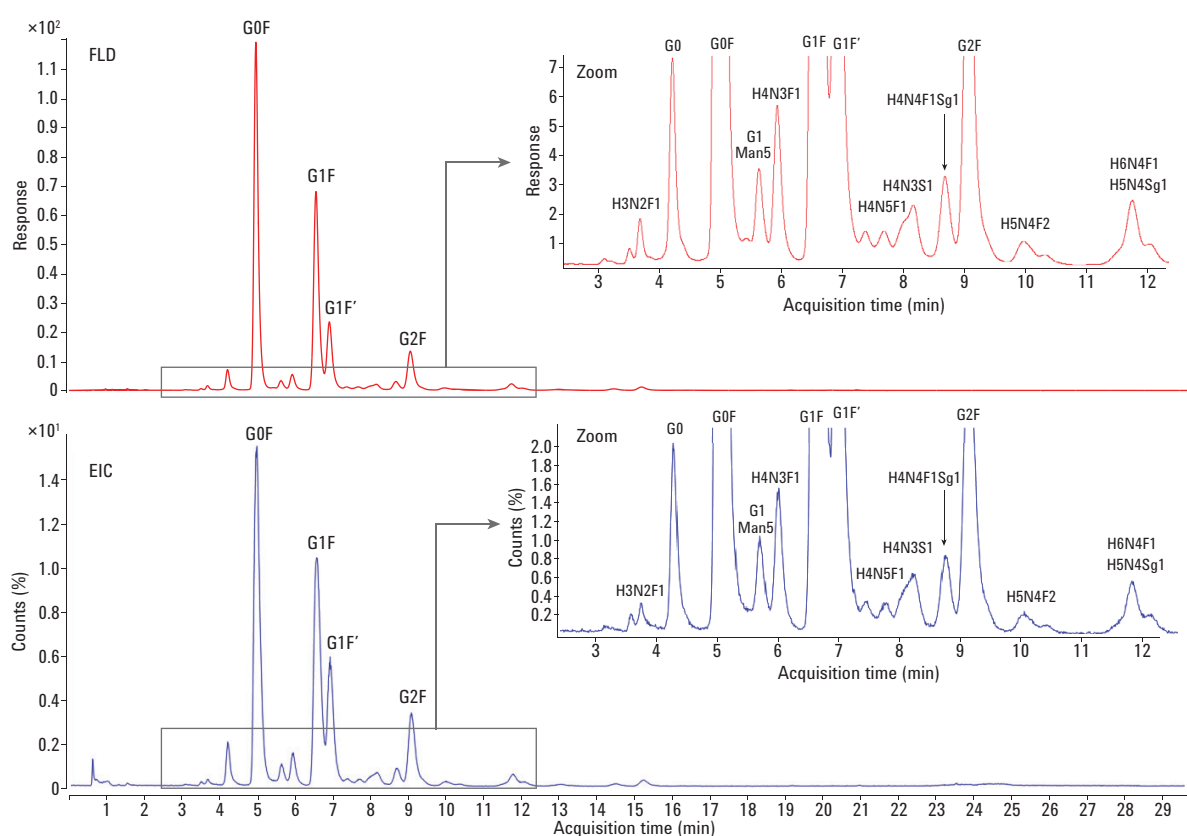 ×10²
FLD
G0F
G1F
G1F’
G2F
Response
1.1
1.0
0.9
0.8
0.7
0.6
0.5
0.4
0.3
0.2
0.1
0
Zoom
G0
G0F
G1F
G1F’
G2F
H3N2F1
G1
Man5
H4N3F1
H4N5F1
H4N3S1
H4N4F1Sg1
H5N4F2
H6N4F1
H5N4Sg1
Response
7
6
5
4
3
2
1
3 4 5 6 7 8 9 10 11 12
Acquisition time (min)
×10¹
EIC
G0F
G1F
G1F’
G2F
Counts (%)
1.4
1.2
1.0
0.8
0.6
0.4
0.2
0
Zoom
G0
G0F
G1F
G1F’
G2F
H3N2F1
G1
Man5
H4N3F1
H4N5F1
H4N3S1
H4N4F1Sg1
H5N4F2
H6N4F1
H5N4Sg1
Counts (%)
2.0
1.8
1.6
1.4
1.2
1.0
0.8
0.6
0.4
0.2
3 4 5 6 7 8 9 10 11 12
Acquisition time (min)
1 2 3 4 5 6 7 8 9 10 11 12 13 14 15 16 17 18 19 20 21 22 23 24 25 26 27 28 29
Acquisition time (min)